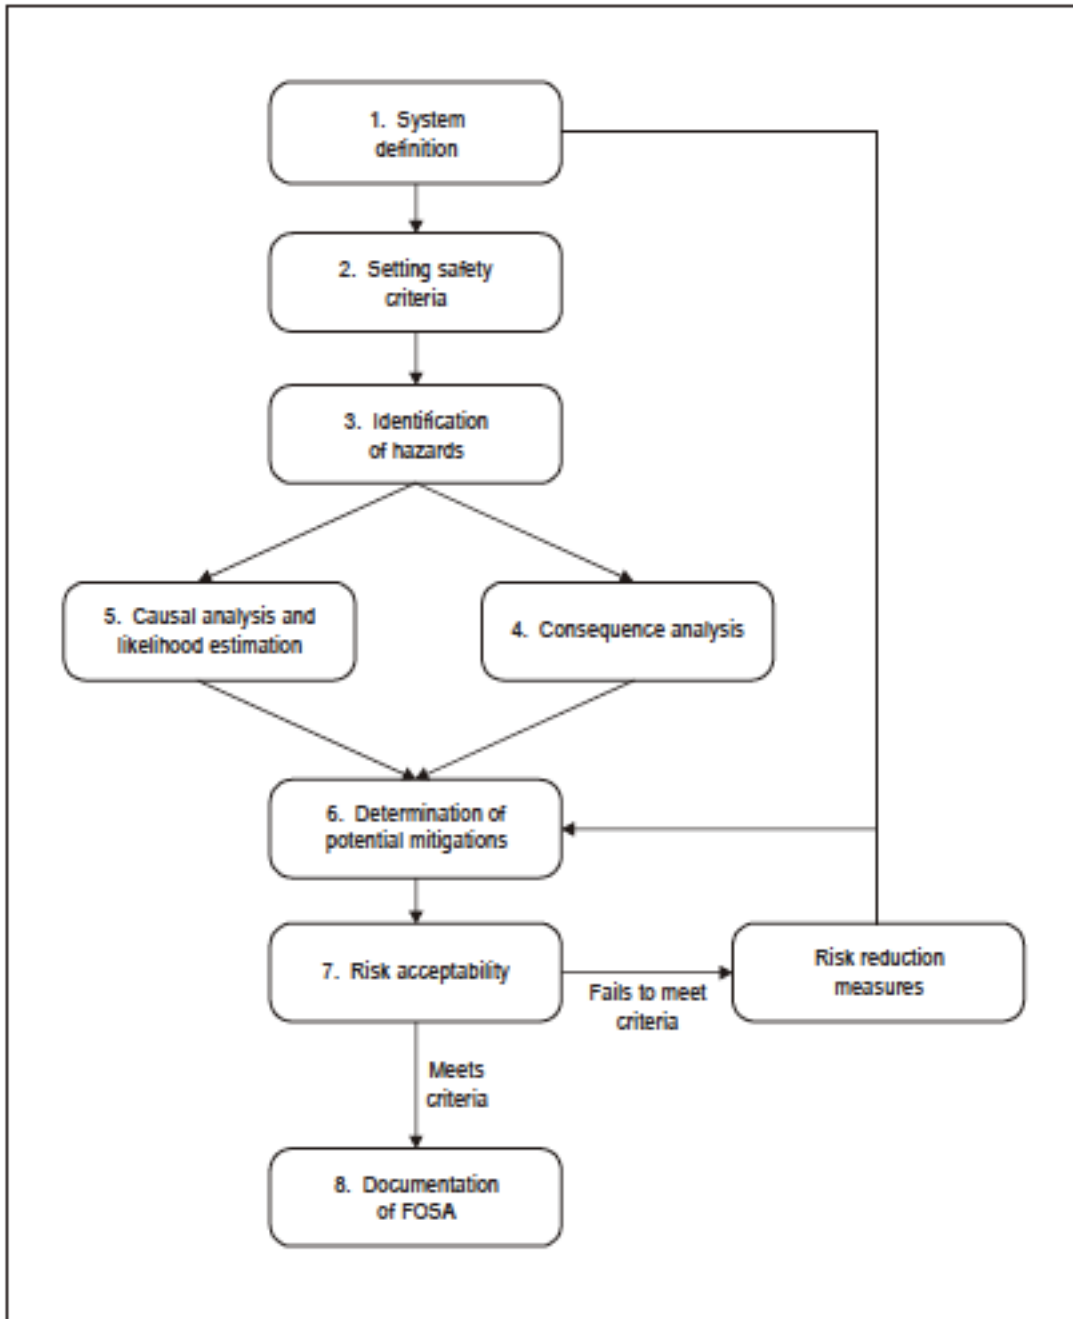 1. System
definition
2. Setting safety
criteria
3. Identification
of hazards
5. Causal analysis and
likelihood estimation
4. Consequence analysis
6. Determination of
potential mitigations
7. Risk acceptability
Fails to meet
criteria
Risk reduction
measures
Meets
criteria
8. Documentation
of FOSA